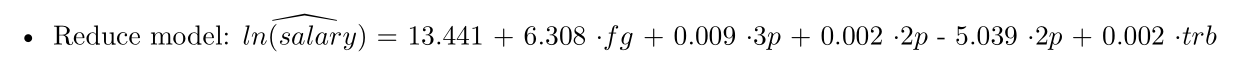 • Reduce model: $\widehat{ln(salary)}$ = 13.441 + 6.308 ·fg + 0.009 ·3p + 0.002 ·2p - 5.039 ·2p + 0.002 ·trb